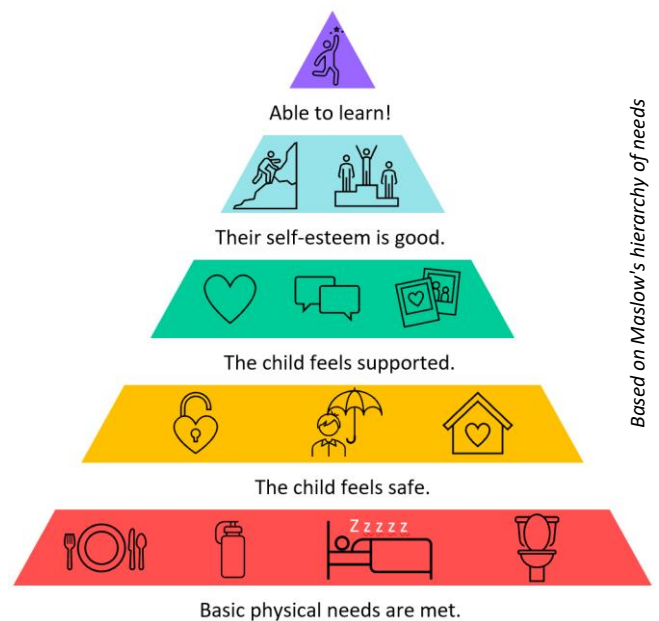 Able to learn!
Their self-esteem is good.
The child feels supported.
The child feels safe.
Z z z z z
Basic physical needs are met.
Based on Maslow's hierarchy of needs